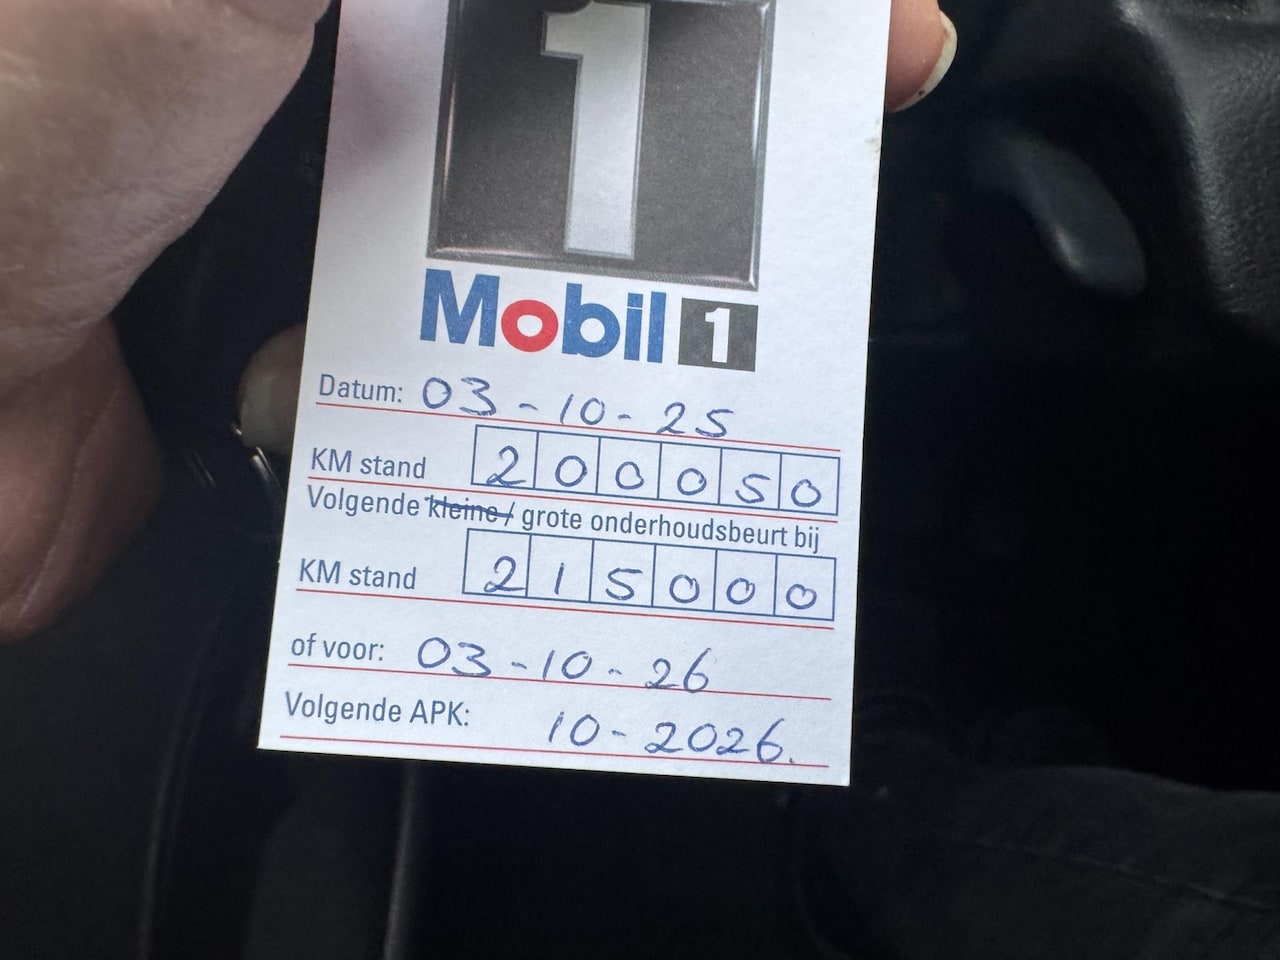 1
Mobil 1
Datum: 03-10-25
KM stand 200050
Volgende kleine / grote onderhoudsbeurt bij
KM stand 215000
of voor: 03-10-26
Volgende APK: 10-2026.